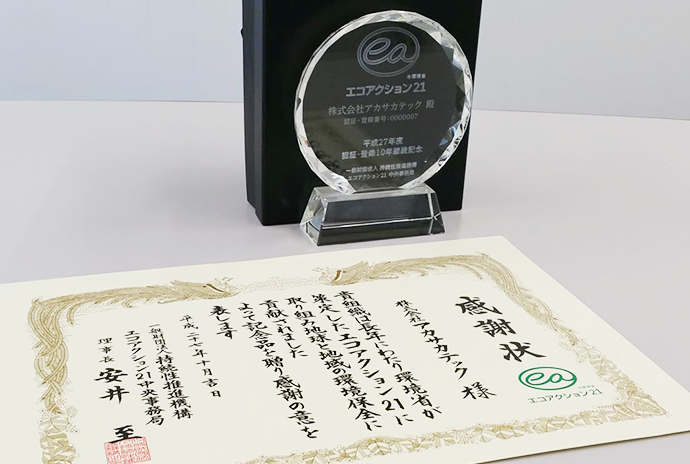 ea
環境省
エコアクション21
株式会社アカサカテック 殿
認証・登録番号:0000007
平成27年度
認証・登録10年継続記念
一般財団法人 持続性推進機構
エコアクション21 中央事務局
感謝状
ea
エコアクション21
株式会社アカサカテック 様
貴組織は長年にわたり環境省が
策定したエコアクション21に
取り組み地球・地域の環境保全に
貢献されました
よって記念品を贈り感謝の意を
表します
平成二十七年十月吉日
一般財団法人持続性推進機構
エコアクション21中央事務局
理事長 安井 至